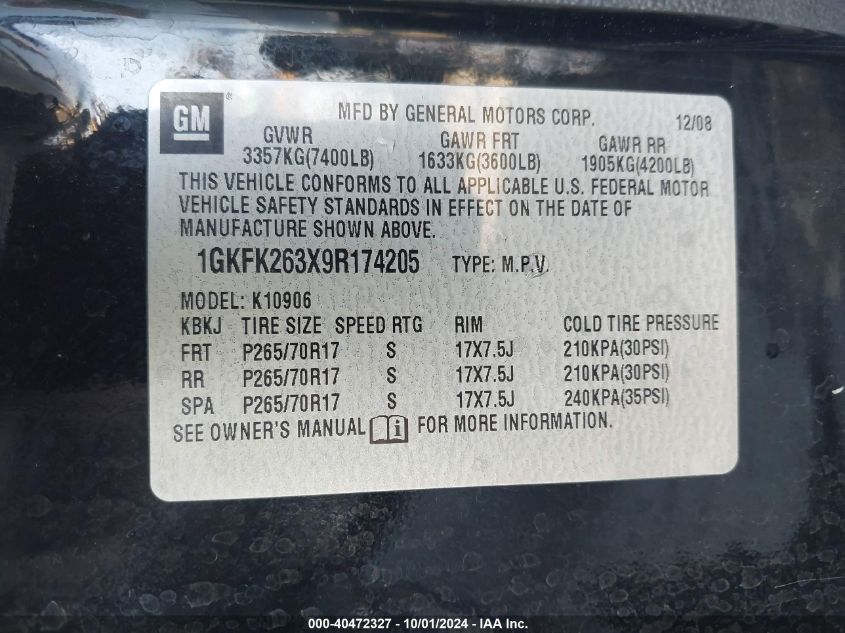 GM® MFD BY GENERAL MOTORS CORP. 12/08
GVWR GAWR FRT GAWR RR
3357KG(7400LB) 1633KG(3600LB) 1905KG(4200LB)
THIS VEHICLE CONFORMS TO ALL APPLICABLE U.S. FEDERAL MOTOR
VEHICLE SAFETY STANDARDS IN EFFECT ON THE DATE OF
MANUFACTURE SHOWN ABOVE.
1GKFK263X9R174205 TYPE: M.P.V.
MODEL: K10906
KBKJ TIRE SIZE SPEED RTG RIM COLD TIRE PRESSURE
FRT P265/70R17 S 17X7.5J 210KPA(30PSI)
RR P265/70R17 S 17X7.5J 210KPA(30PSI)
SPA P265/70R17 S 17X7.5J 240KPA(35PSI)
SEE OWNER'S MANUAL i FOR MORE INFORMATION.
000-40472327 - 10/01/2024 - IAA Inc.